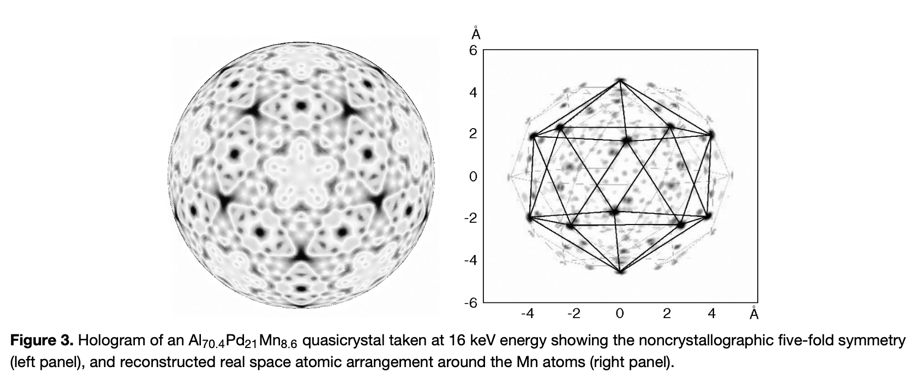 Å
6
4
2
0
-2
-4
-6
-4 -2 0 2 4 Å
Figure 3. Hologram of an Al70.4Pd21Mn8.6 quasicrystal taken at 16 keV energy showing the noncrystallographic five-fold symmetry
(left panel), and reconstructed real space atomic arrangement around the Mn atoms (right panel).